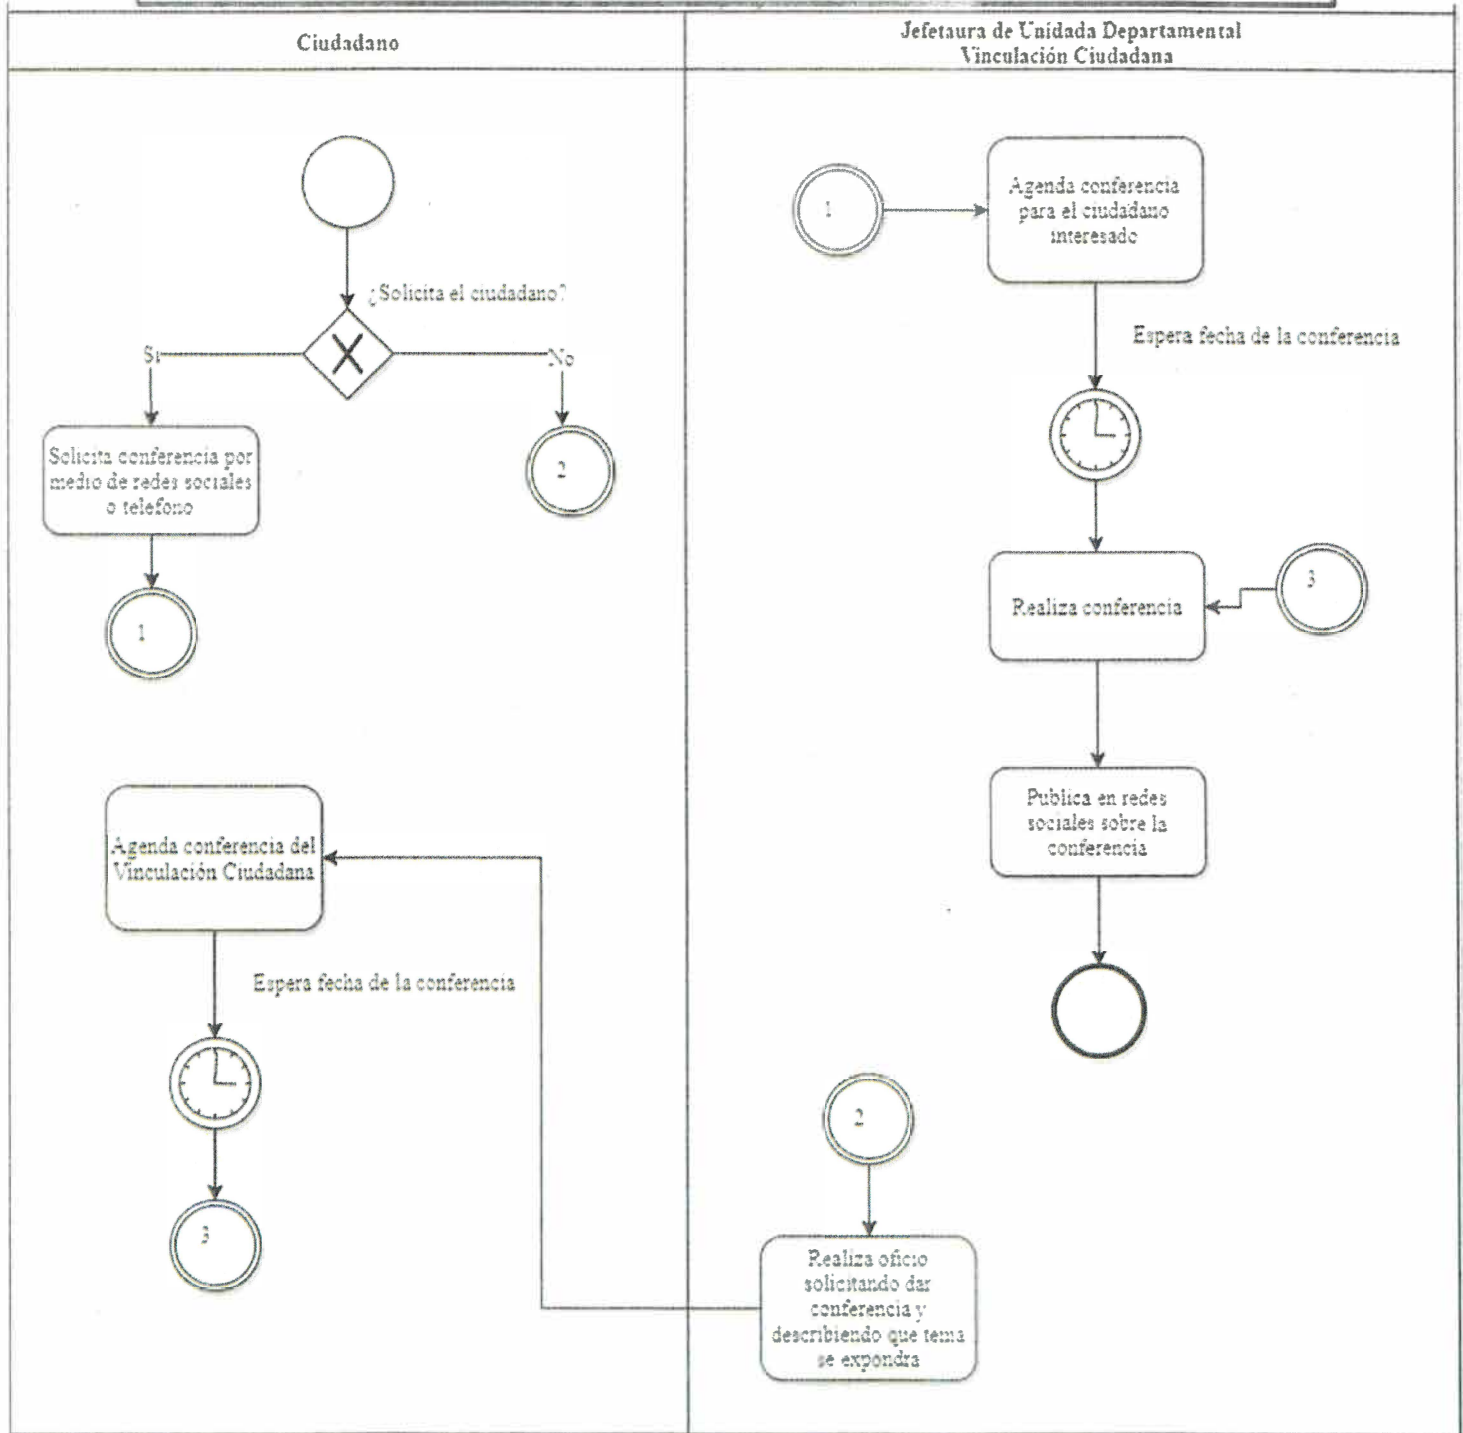 Ciudadano
Jefetaura de Unidada Departamental
Vinculación Ciudadana
¿Solicita el ciudadano?
Si
No
Solicita conferencia por
medio de redes sociales
o telefono
2
1
Agenda conferencia del
Vinculación Ciudadana
Espera fecha de la conferencia
3
1
Agenda conferencia
para el ciudadano
interesado
Espera fecha de la conferencia
Realiza conferencia
3
Publica en redes
sociales sobre la
conferencia
2
Realiza oficio
solicitando dar
conferencia y
describiendo que tema
se expondra